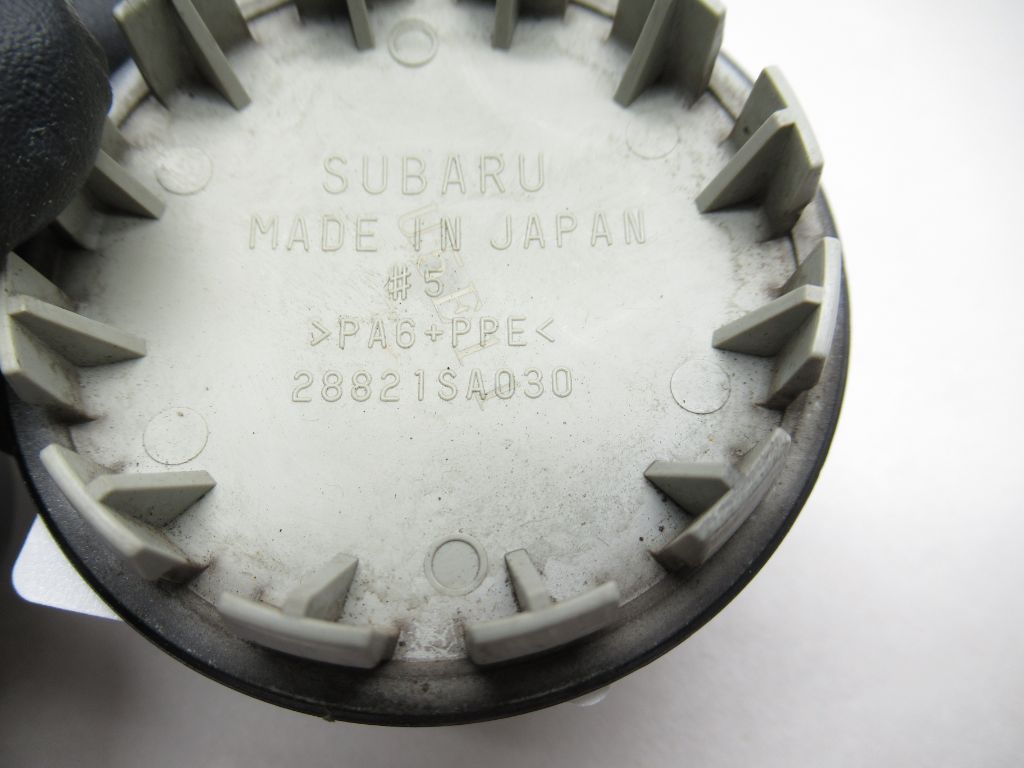 SUBARU
MADE IN JAPAN
#5
>PA6+PPE<
28821SA030